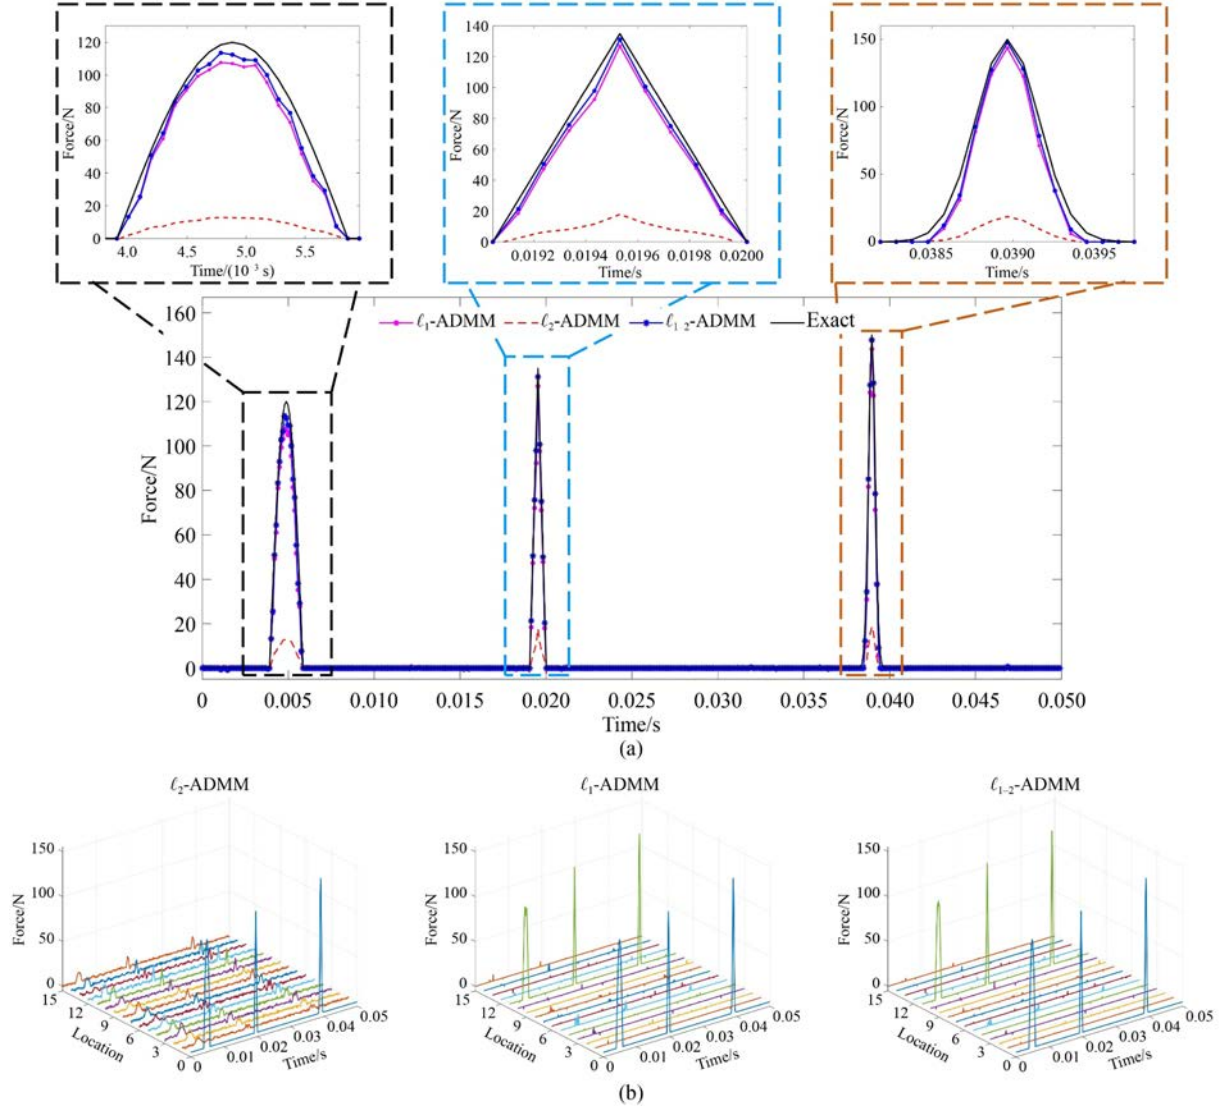 120
100
80
60
40
20
0
Force/N
4.0 4.5 5.0 5.5
Time/(10⁻³ s)
140
120
100
80
60
40
20
0
Force/N
0.0192 0.0194 0.0196 0.0198 0.0200
Time/s
150
100
50
0
Force/N
0.0385 0.0390 0.0395
Time/s
160
140
120
100
80
60
40
20
0
Force/N
ℓ₁-ADMM ℓ₂-ADMM ℓ₁₋₂-ADMM Exact
0 0.005 0.010 0.015 0.020 0.025 0.030 0.035 0.040 0.045 0.050
Time/s
(a)
ℓ₂-ADMM
150
100
50
0
Force/N
15 12 9 6 3 0
Location
0 0.01 0.02 0.03 0.04 0.05
Time/s
ℓ₁-ADMM
150
100
50
0
Force/N
15 12 9 6 3 0
Location
0 0.01 0.02 0.03 0.04 0.05
Time/s
ℓ₁₋₂-ADMM
150
100
50
0
Force/N
15 12 9 6 3 0
Location
0 0.01 0.02 0.03 0.04 0.05
Time/s
(b)